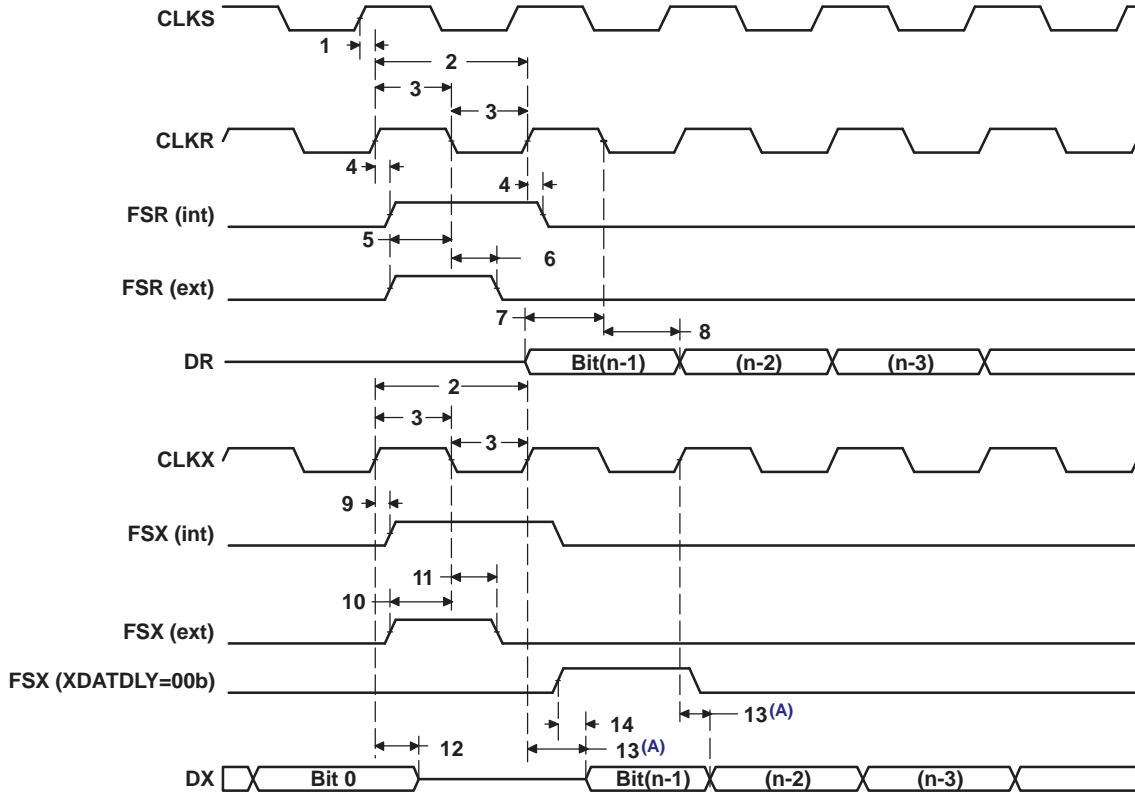 CLKS
1
2
3
3
CLKR
4
4
FSR (int)
5
6
FSR (ext)
7
8
DR
Bit(n-1)
(n-2)
(n-3)
2
3
3
CLKX
9
FSX (int)
11
10
FSX (ext)
FSX (XDATDLY=00b)
14
13(A)
12
13(A)
DX
Bit 0
Bit(n-1)
(n-2)
(n-3)